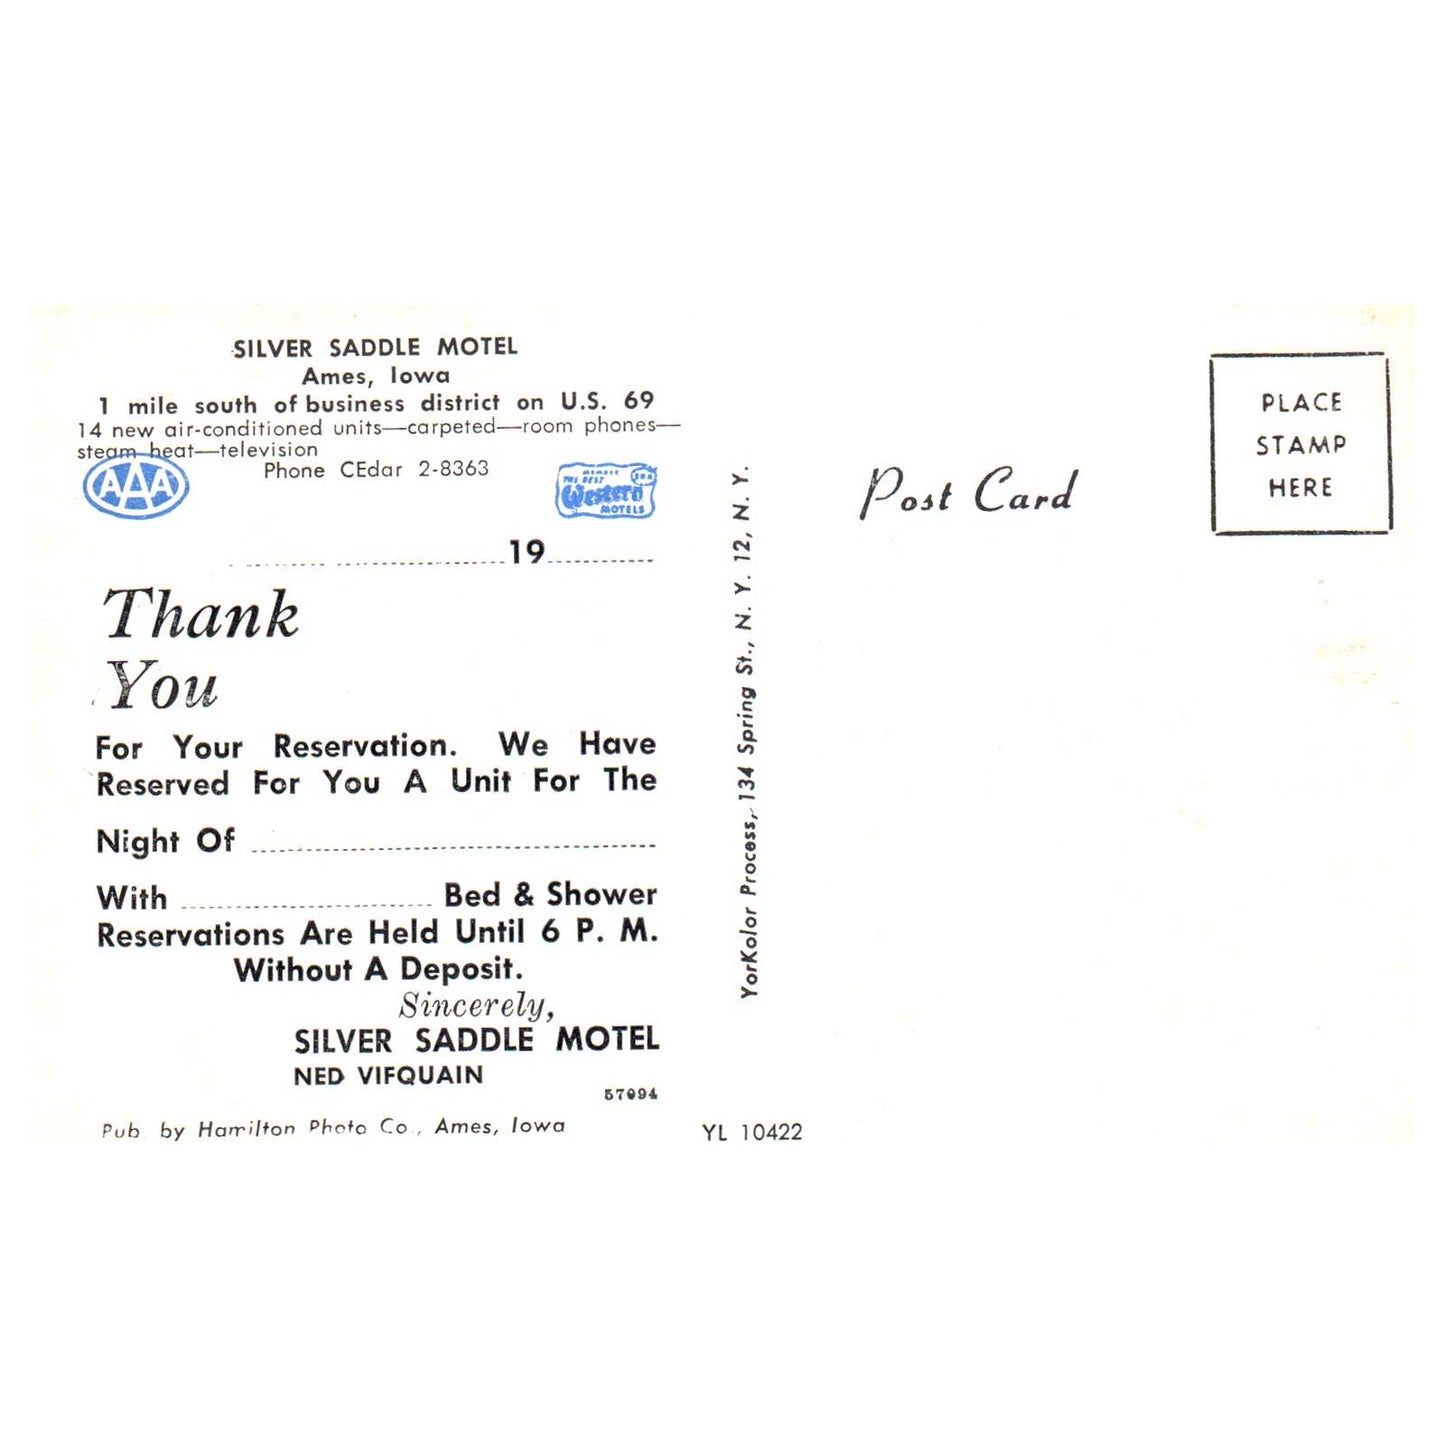 SILVER SADDLE MOTEL
Ames, Iowa
1 mile south of business district on U.S. 69
14 new air-conditioned units—carpeted—room phones—
steam heat—television
Phone CEdar 2-8363
AAA
MEMBER
THE BEST
Western
MOTELS
19
Thank
You
For Your Reservation. We Have
Reserved For You A Unit For The
Night Of
With Bed & Shower
Reservations Are Held Until 6 P. M.
Without A Deposit.
Sincerely,
SILVER SADDLE MOTEL
NED VIFQUAIN
57094
Pub. by Hamilton Photo Co., Ames, Iowa
YorKolor Process, 134 Spring St., N. Y. 12, N. Y.
YL 10422
Post Card
PLACE
STAMP
HERE